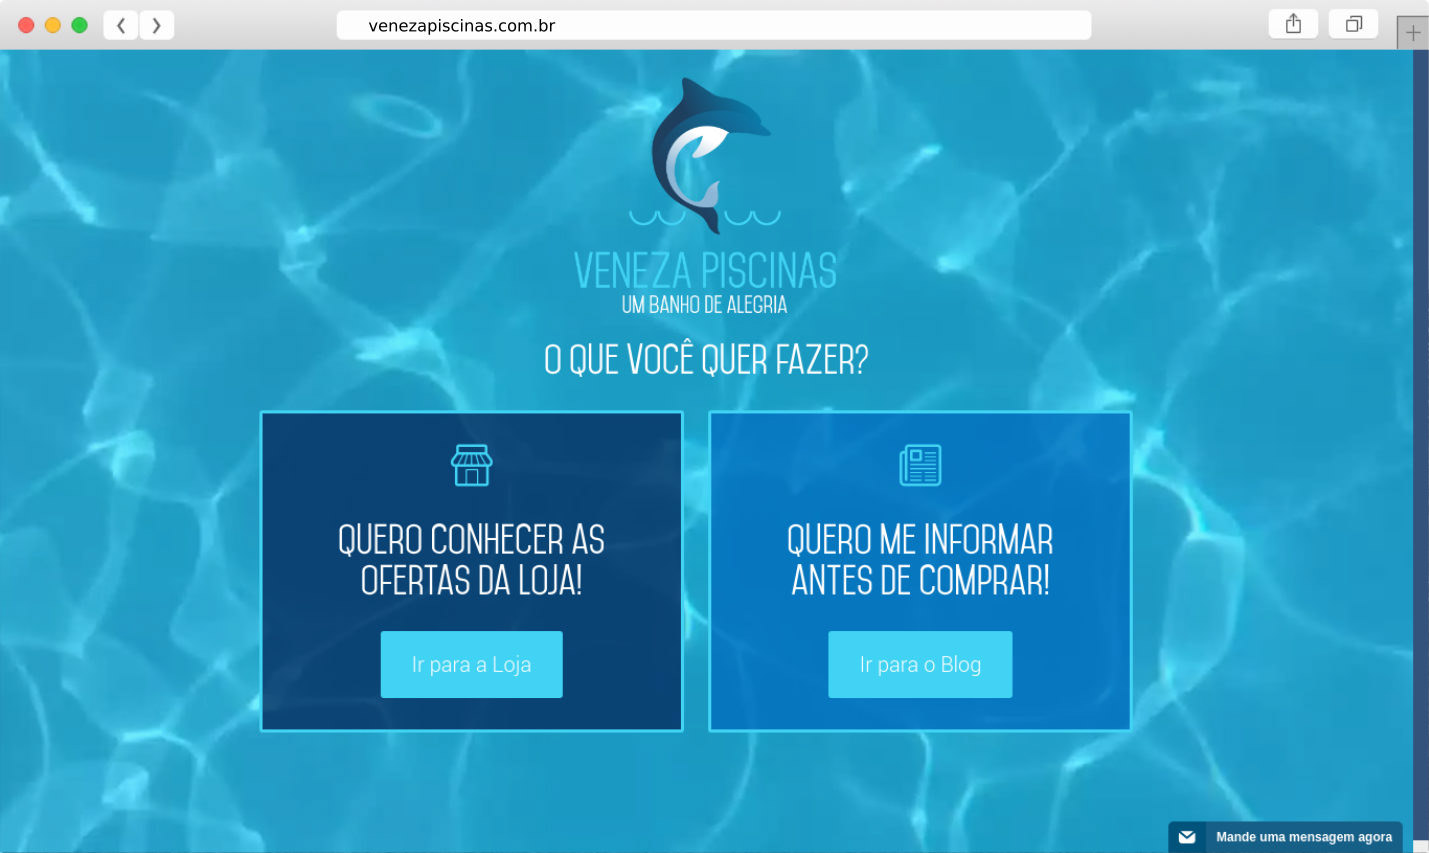 venezapiscinas.com.br
VENEZA PISCINAS
UM BANHO DE ALEGRIA
O QUE VOCÊ QUER FAZER?
QUERO CONHECER AS
OFERTAS DA LOJA!
Ir para a Loja
QUERO ME INFORMAR
ANTES DE COMPRAR!
Ir para o Blog
Mande uma mensagem agora